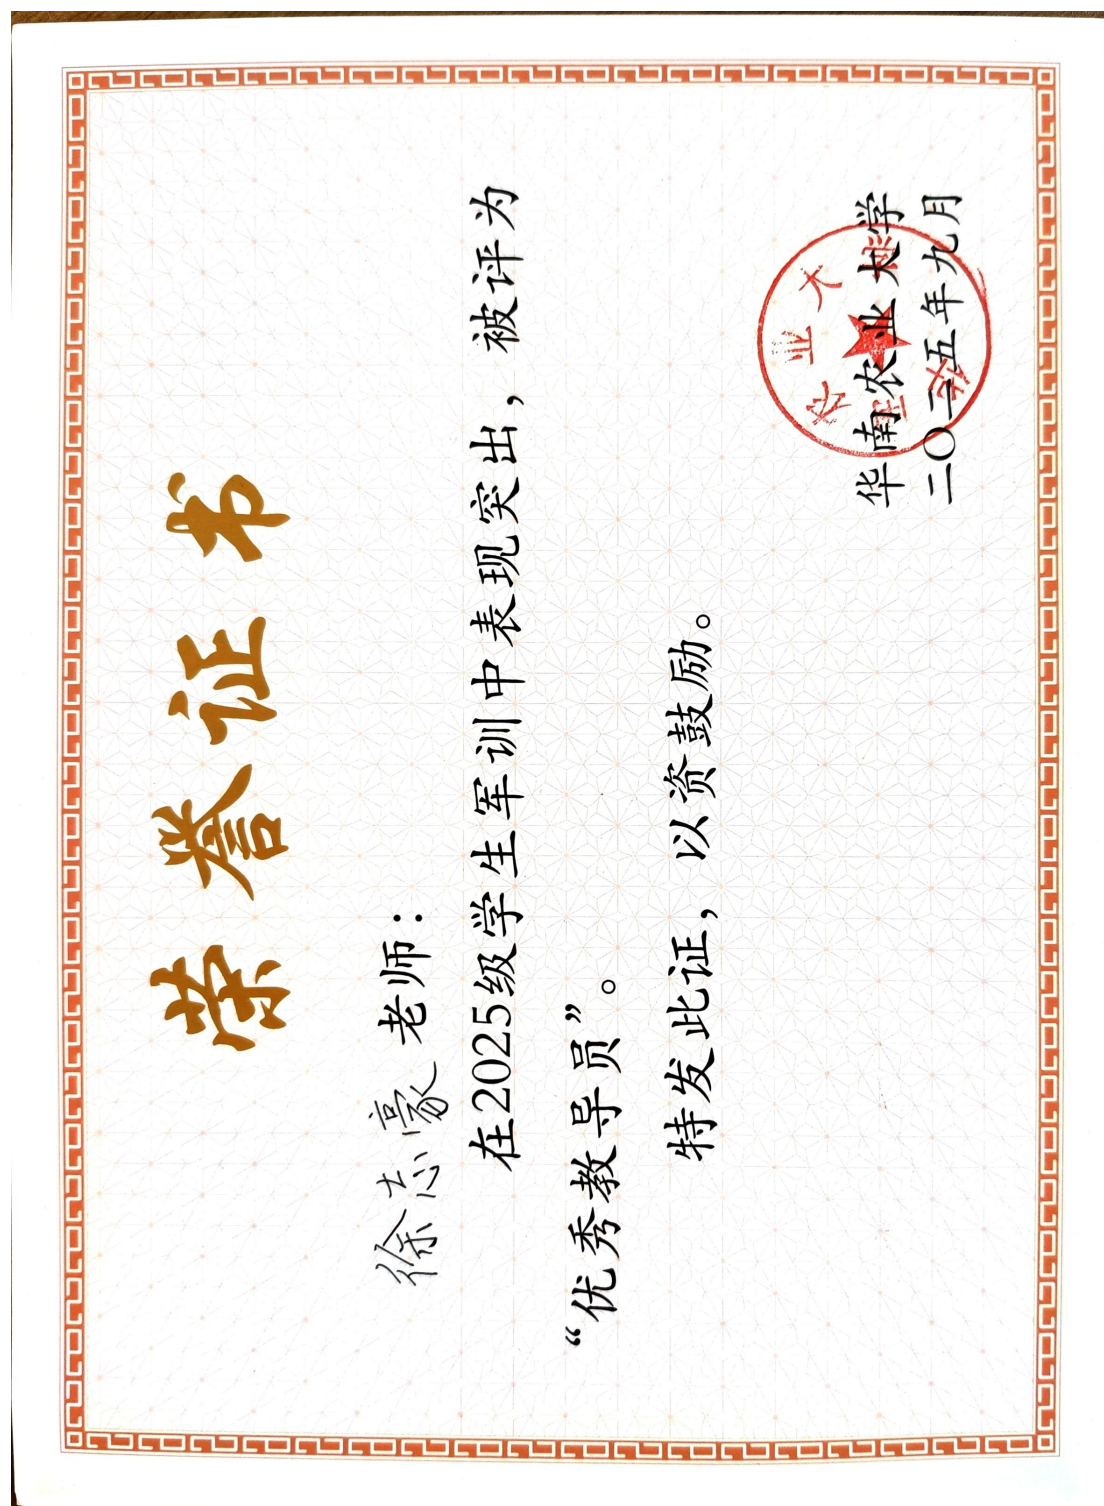 荣誉证书
徐志豪老师：
在2025级学生军训中表现突出，被评为
“优秀教导员”。
特发此证，以资鼓励。
华南农业大学
二〇二五年九月